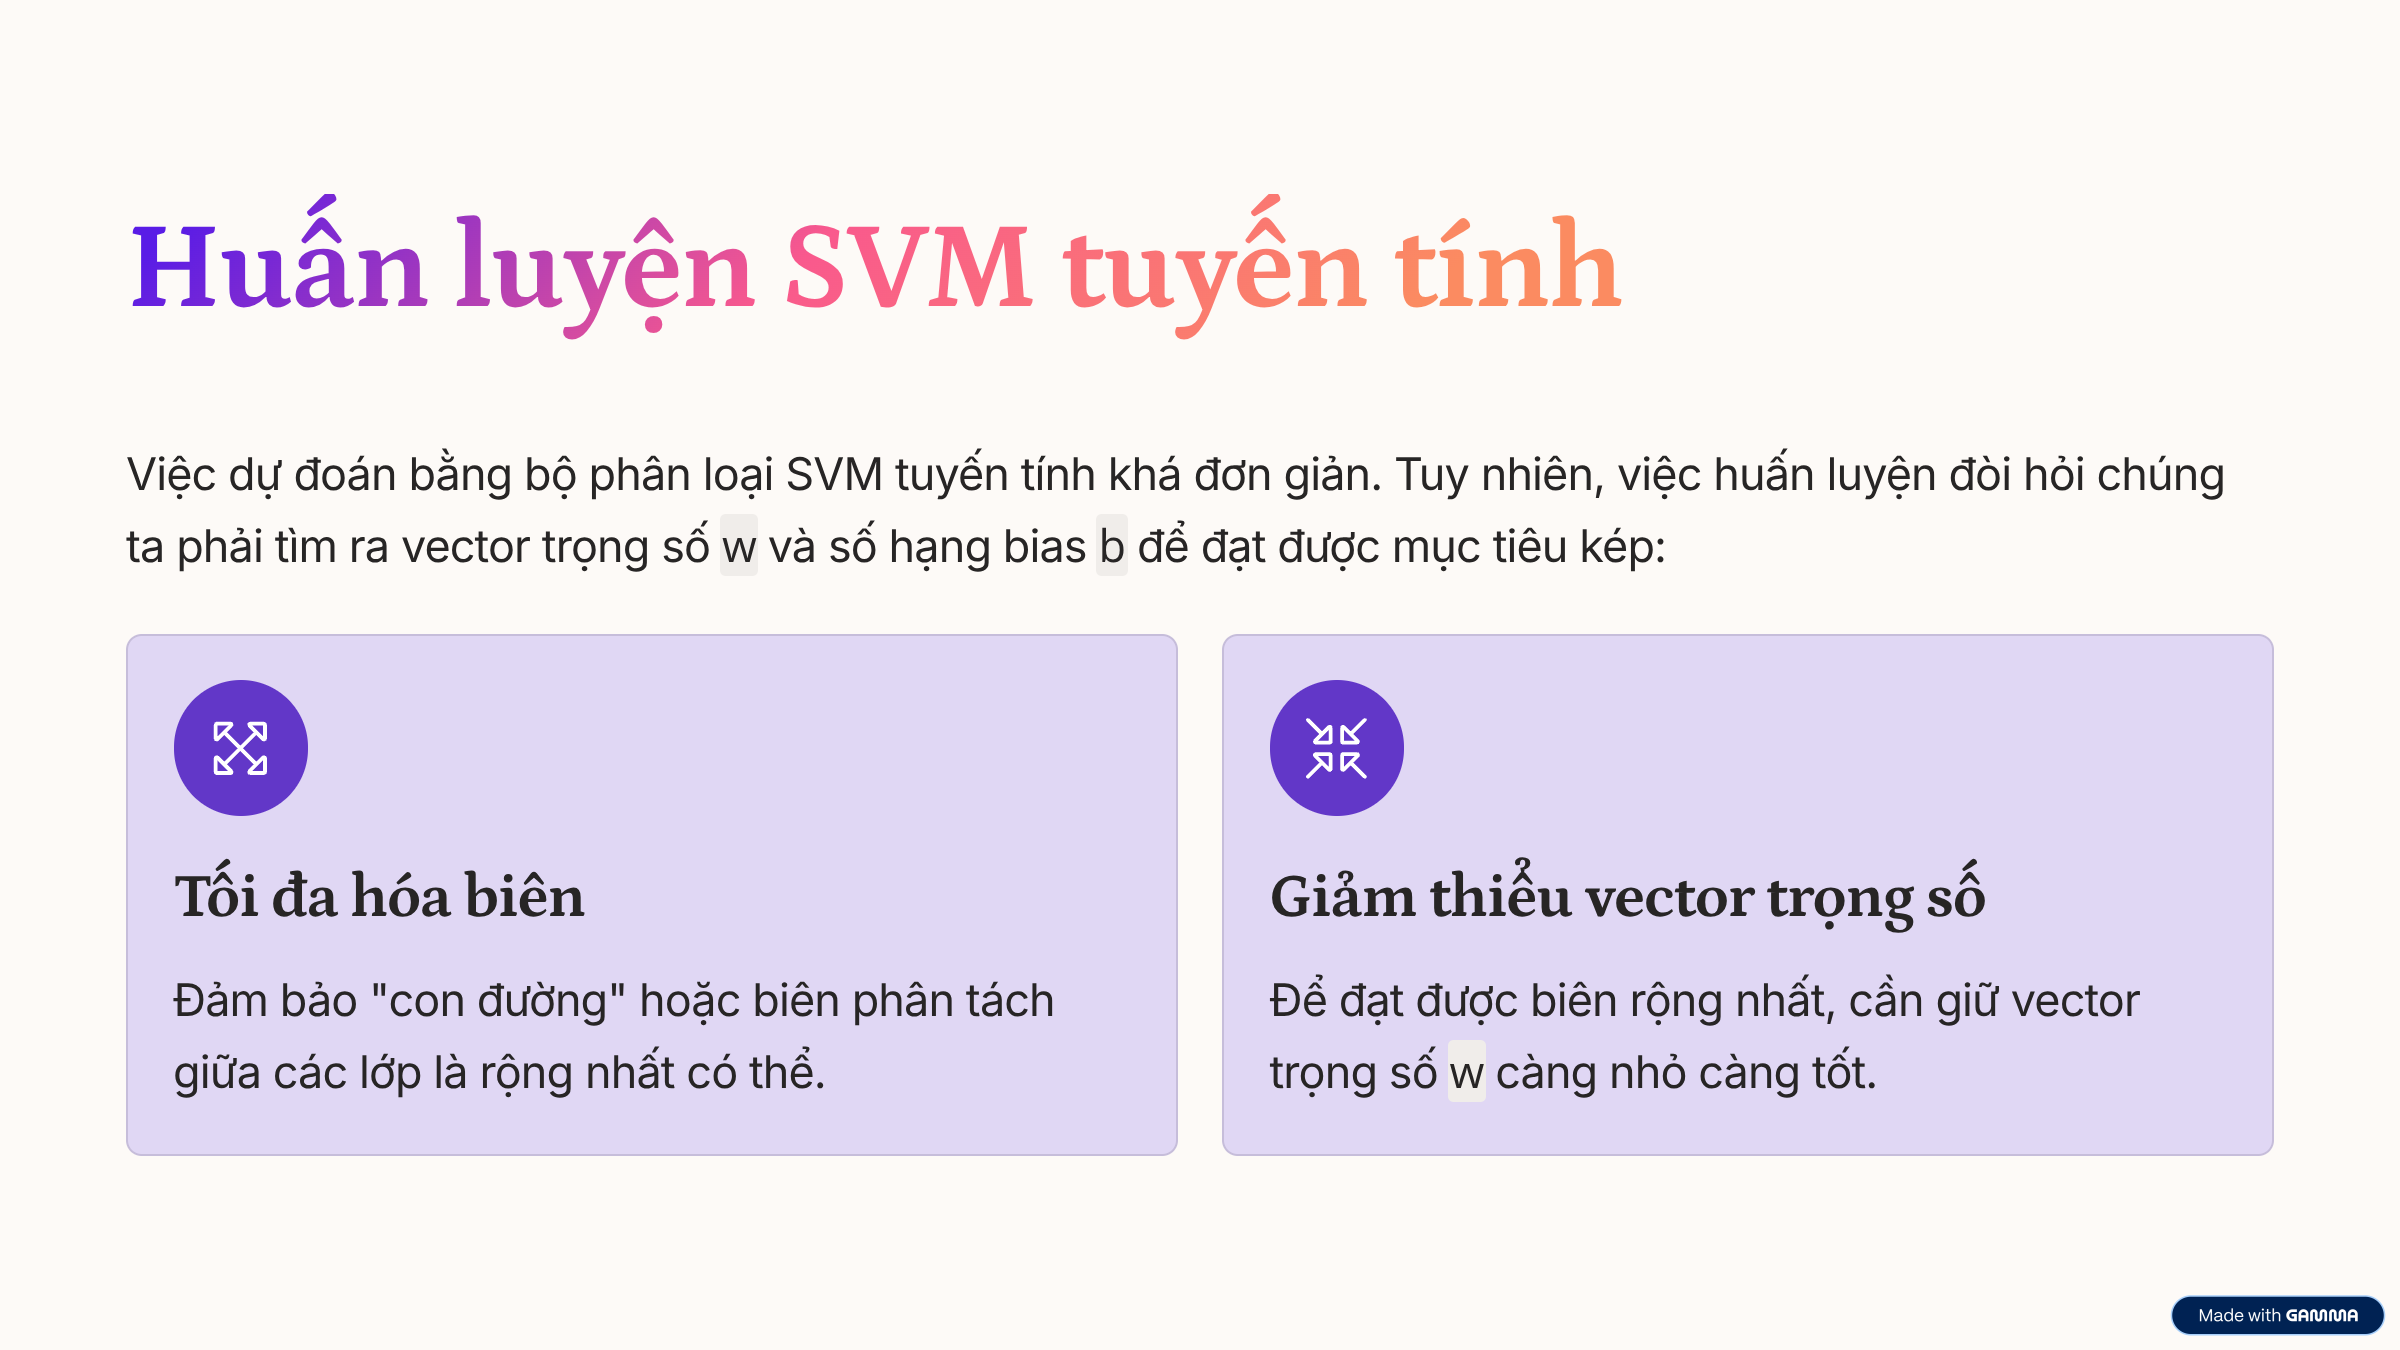 Huấn luyện SVM tuyến tính
Việc dự đoán bằng bộ phân loại SVM tuyến tính khá đơn giản. Tuy nhiên, việc huấn luyện đòi hỏi chúng
ta phải tìm ra vector trọng số w và số hạng bias b để đạt được mục tiêu kép:
Tối đa hóa biên
Đảm bảo "con đường" hoặc biên phân tách
giữa các lớp là rộng nhất có thể.
Giảm thiểu vector trọng số
Để đạt được biên rộng nhất, cần giữ vector
trọng số w càng nhỏ càng tốt.
Made with GAMMA